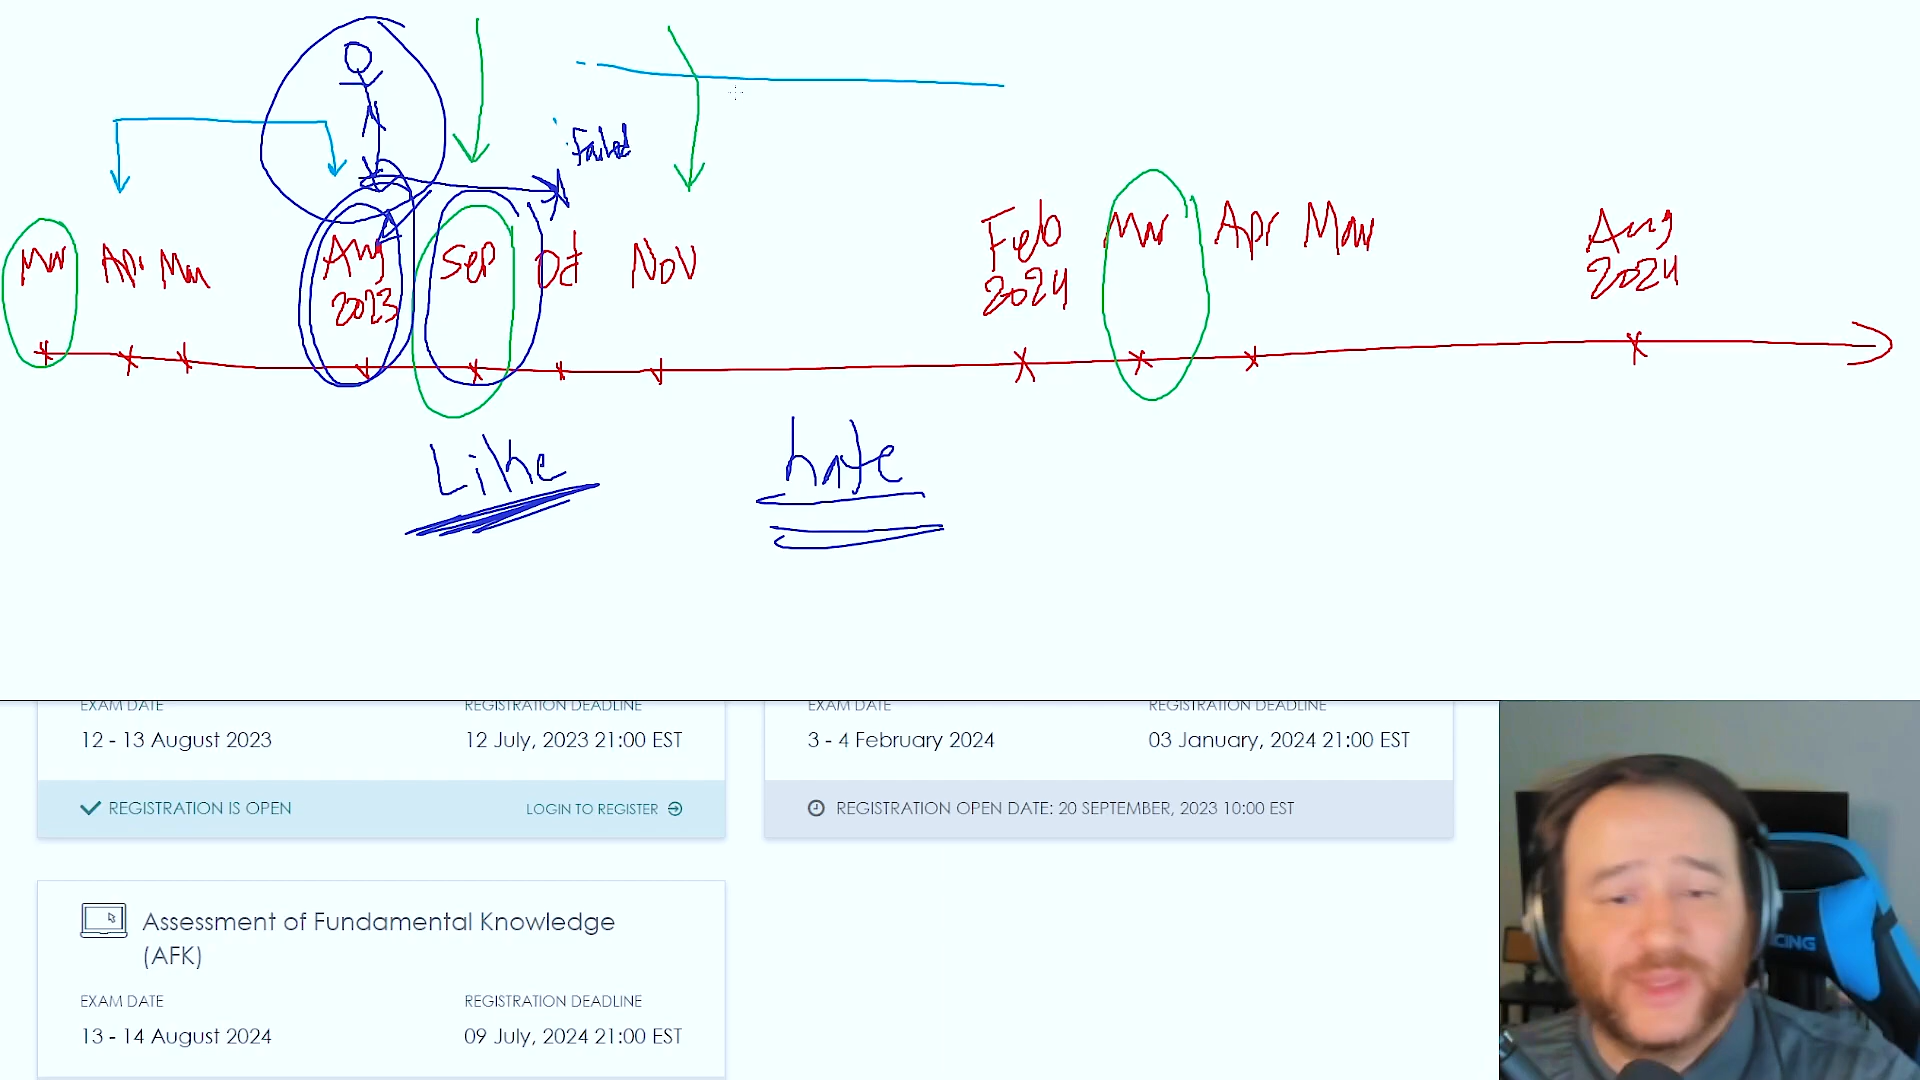 Failed
Feb
2024
Mar
Apr
May
Aug
2024
Mar
Apr
May
Aug
2023
Sep
Oct
Nov
Like
hate
EXAM DATE
REGISTRATION DEADLINE
12 - 13 August 2023
12 July, 2023 21:00 EST
REGISTRATION IS OPEN
LOGIN TO REGISTER
EXAM DATE
REGISTRATION DEADLINE
3 - 4 February 2024
03 January, 2024 21:00 EST
REGISTRATION OPEN DATE: 20 SEPTEMBER, 2023 10:00 EST
Assessment of Fundamental Knowledge
(AFK)
EXAM DATE
REGISTRATION DEADLINE
13 - 14 August 2024
09 July, 2024 21:00 EST